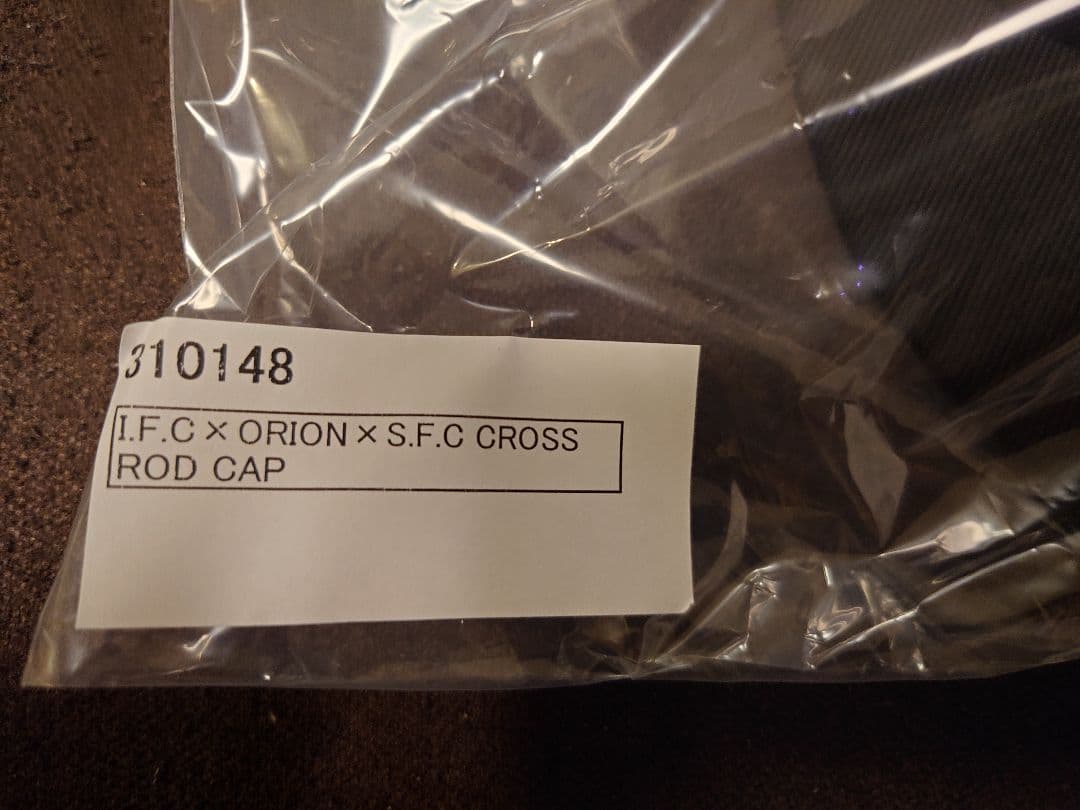 310148
I.F.C×ORION×S.F.C CROSS
ROD CAP